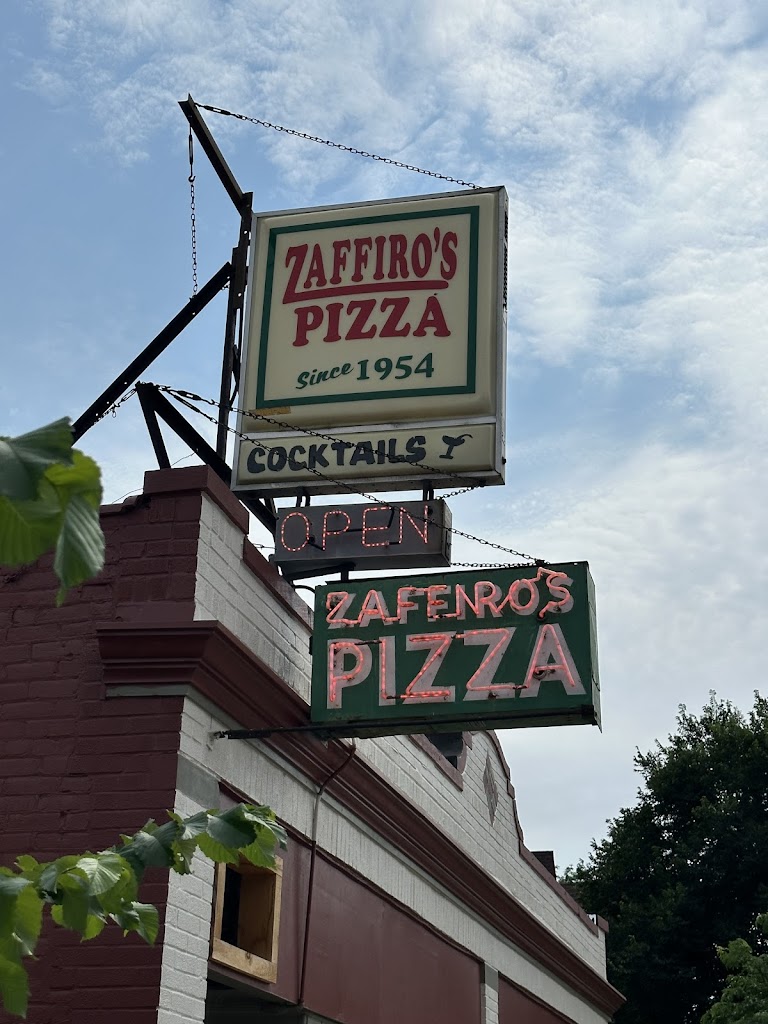 ZAFFIRO'S
PIZZA
Since 1954
COCKTAILS
OPEN
ZAFFIRO'S
PIZZA